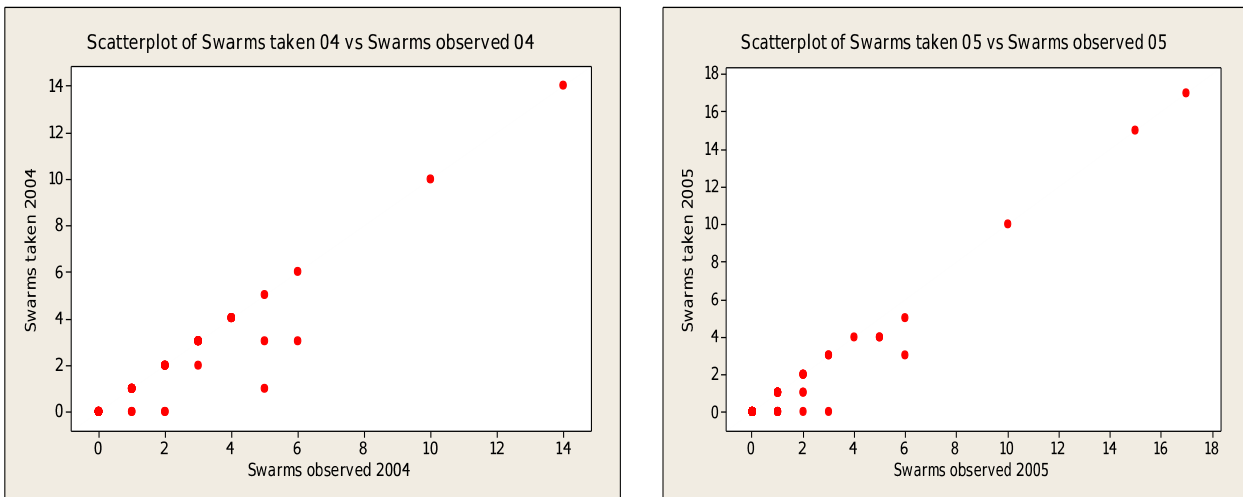 Scatterplot of Swarms taken 04 vs Swarms observed 04
14
12
10
8
6
4
2
0
Swarms taken 2004
0 2 4 6 8 10 12 14
Swarms observed 2004
Scatterplot of Swarms taken 05 vs Swarms observed 05
18
16
14
12
10
8
6
4
2
0
Swarms taken 2005
0 2 4 6 8 10 12 14 16 18
Swarms observed 2005